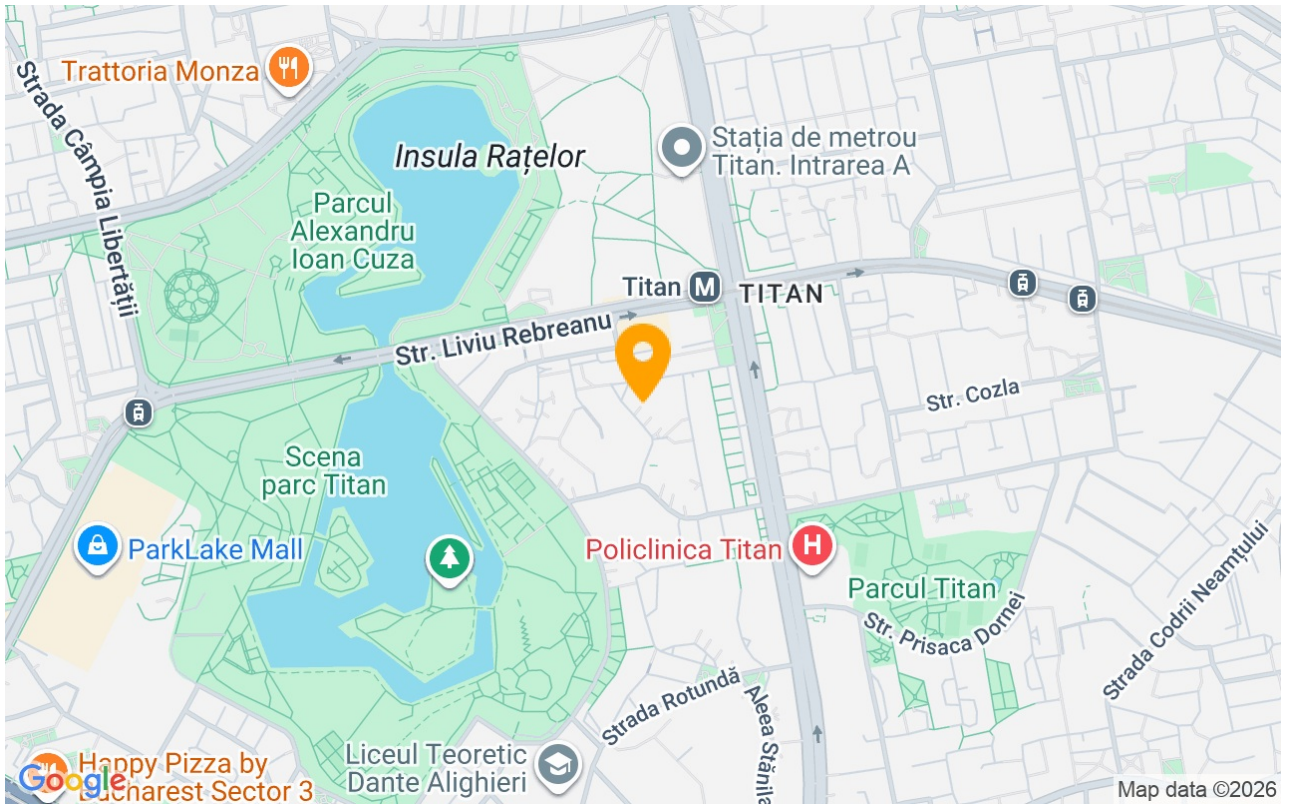 Trattoria Monza
Strada Câmpia Libertății
Insula Rațelor
Stația de metrou
Titan. Intrarea A
Parcul
Alexandru
Ioan Cuza
Titan
M
TITAN
Str. Liviu Rebreanu
Str. Cozla
Scena
parc Titan
ParkLake Mall
Policlinica Titan
H
Parcul Titan
Str. Prisaca Dornei
Strada Codrii Neamțului
Strada Rotundă
Aleea Stănila
Liceul Teoretic
Dante Alighieri
Happy Pizza by
Bucharest Sector 3
Google
Map data ©2026